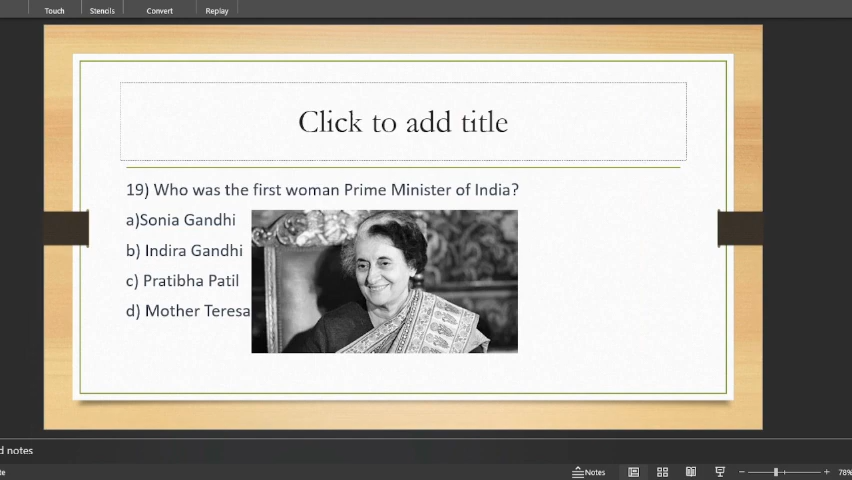 Touch Stencils Convert Replay
Click to add title
19) Who was the first woman Prime Minister of India?
a)Sonia Gandhi
b) Indira Gandhi
c) Pratibha Patil
d) Mother Teresa
d notes
te Notes 78%